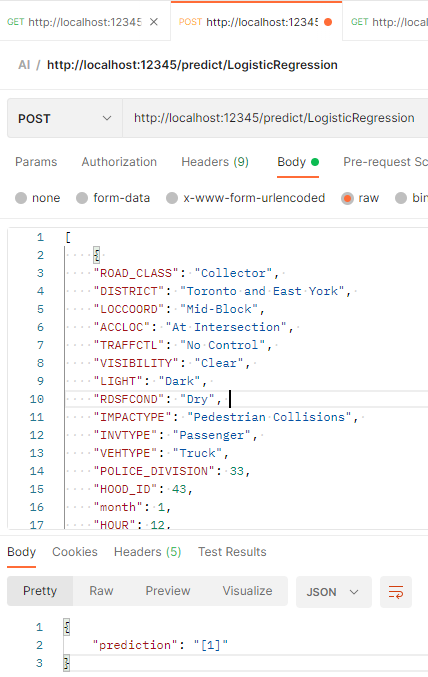 GET http://localhost:12345 POST http://localhost:12345 GET http://localhost:1234
AI / http://localhost:12345/predict/LogisticRegression
POST http://localhost:12345/predict/LogisticRegression
Params Authorization Headers (9) Body Pre-request Sc
none form-data x-www-form-urlencoded raw bin
1 [
2 {
3 "ROAD_CLASS": "Collector",
4 "DISTRICT": "Toronto and East York",
5 "LOCCOORD": "Mid-Block",
6 "ACCLOC": "At Intersection",
7 "TRAFFCTL": "No Control",
8 "VISIBILITY": "Clear",
9 "LIGHT": "Dark",
10 "RDSFCOND": "Dry",
11 "IMPACTYPE": "Pedestrian Collisions",
12 "INVTYPE": "Passenger",
13 "VEHTYPE": "Truck",
14 "POLICE_DIVISION": 33,
15 "HOOD_ID": 43,
16 "month": 1,
17 "HOUR": 12,
Body Cookies Headers (5) Test Results
Pretty Raw Preview Visualize JSON
1 {
2 "prediction": "[1]"
3 }